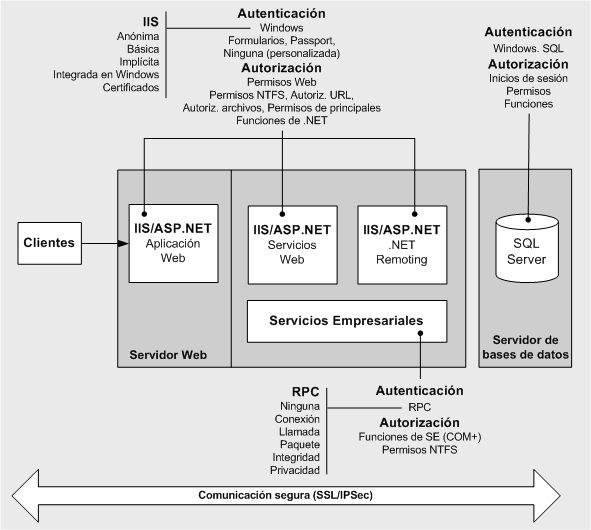 IIS
Anónima
Básica
Implícita
Integrada en Windows
Certificados
Autenticación
Windows
Formularios, Passport,
Ninguna (personalizada)
Autorización
Permisos Web
Permisos NTFS, Autoriz. URL,
Autoriz. archivos, Permisos de principales
Funciones de .NET
Autenticación
Windows. SQL
Autorización
Inicios de sesión
Permisos
Funciones
Clientes
IIS/ASP.NET
Aplicación
Web
IIS/ASP.NET
Servicios
Web
IIS/ASP.NET
.NET
Remoting
SQL
Server
Servicios Empresariales
Servidor Web
Servidor de
bases de datos
RPC
Ninguna
Conexión
Llamada
Paquete
Integridad
Privacidad
Autenticación
RPC
Autorización
Funciones de SE (COM+)
Permisos NTFS
Comunicación segura (SSL/IPSec)